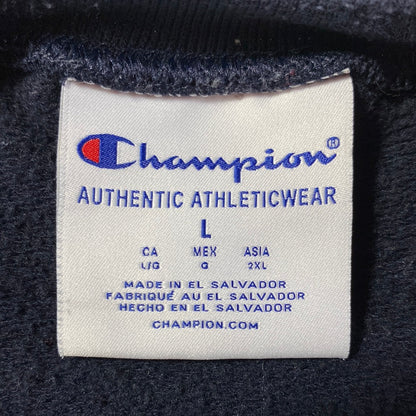 Champion®
AUTHENTIC ATHLETICWEAR
L
CA MEX ASIA
L/G G 2XL
MADE IN EL SALVADOR
FABRIQUÉ AU EL SALVADOR
HECHO EN EL SALVADOR
CHAMPION.COM